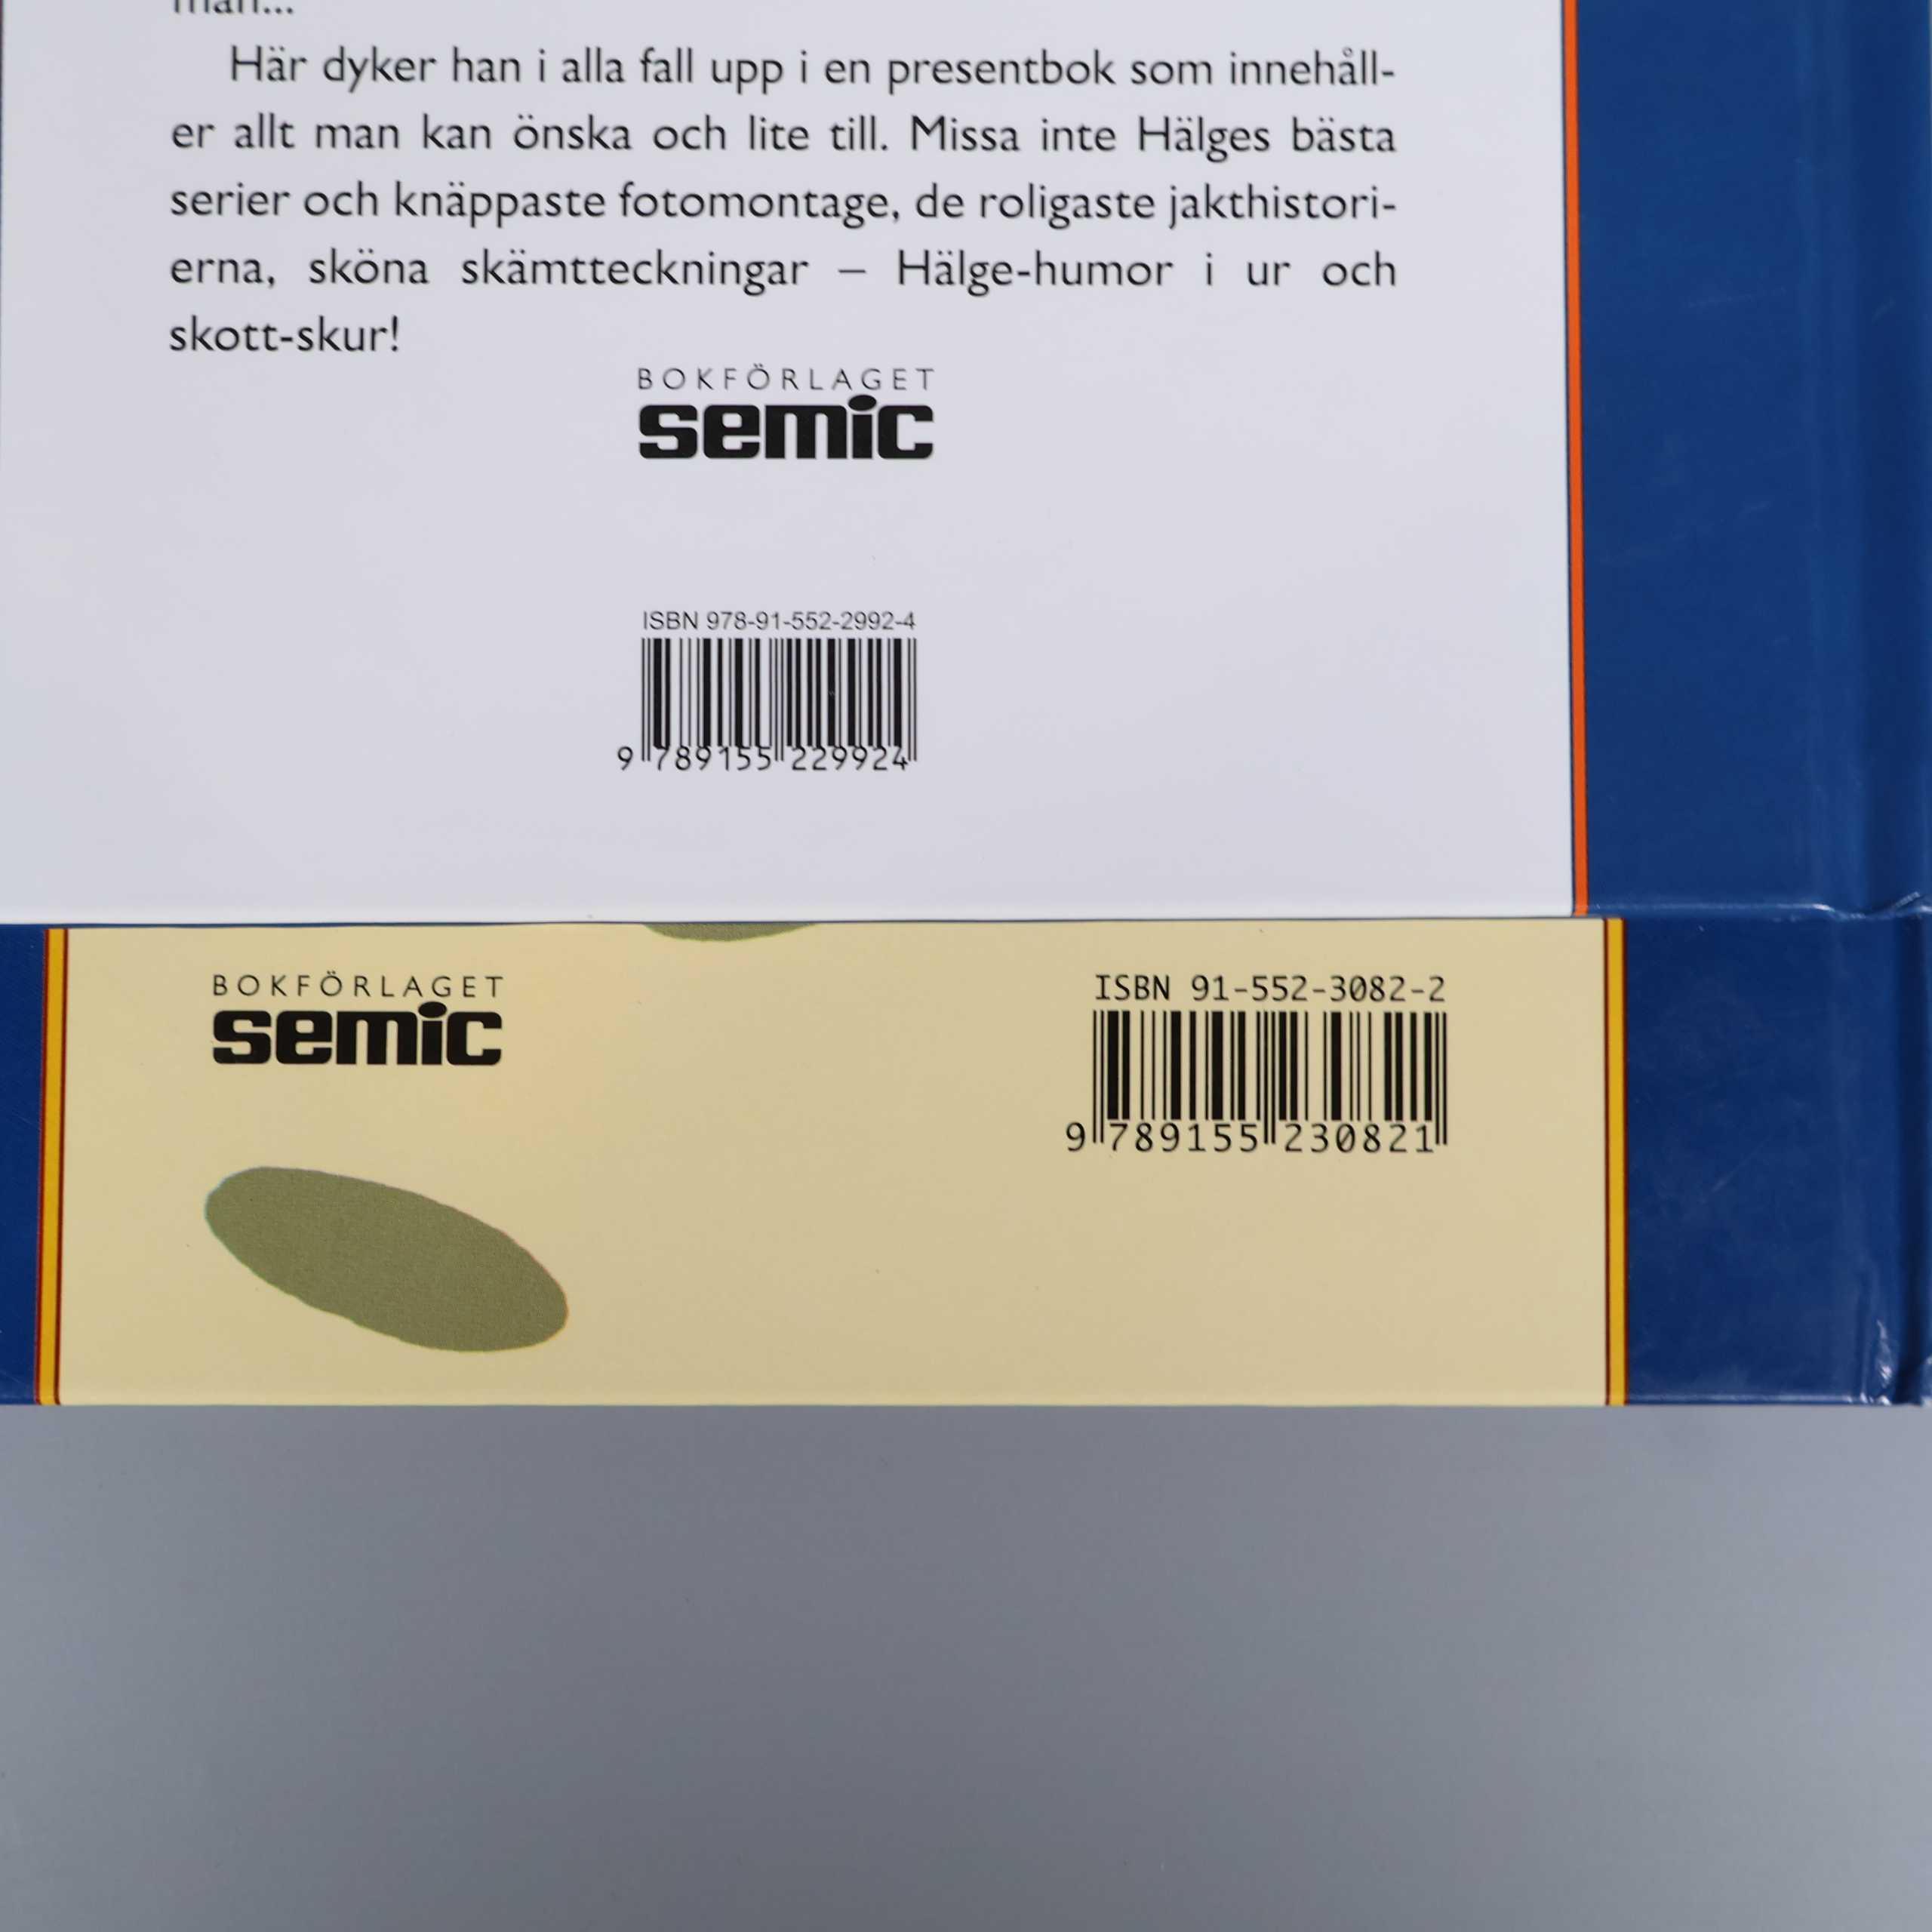 man...
Här dyker han i alla fall upp i en presentbok som innehåll-
er allt man kan önska och lite till. Missa inte Hälges bästa
serier och knäppaste fotomontage, de roligaste jakthistori-
erna, sköna skämtteckningar – Hälge-humor i ur och
skott-skur!
BOKFÖRLAGET
semic
ISBN 978-91-552-2992-4
9 789155 229924
BOKFÖRLAGET
semic
ISBN 91-552-3082-2
9 789155 230821